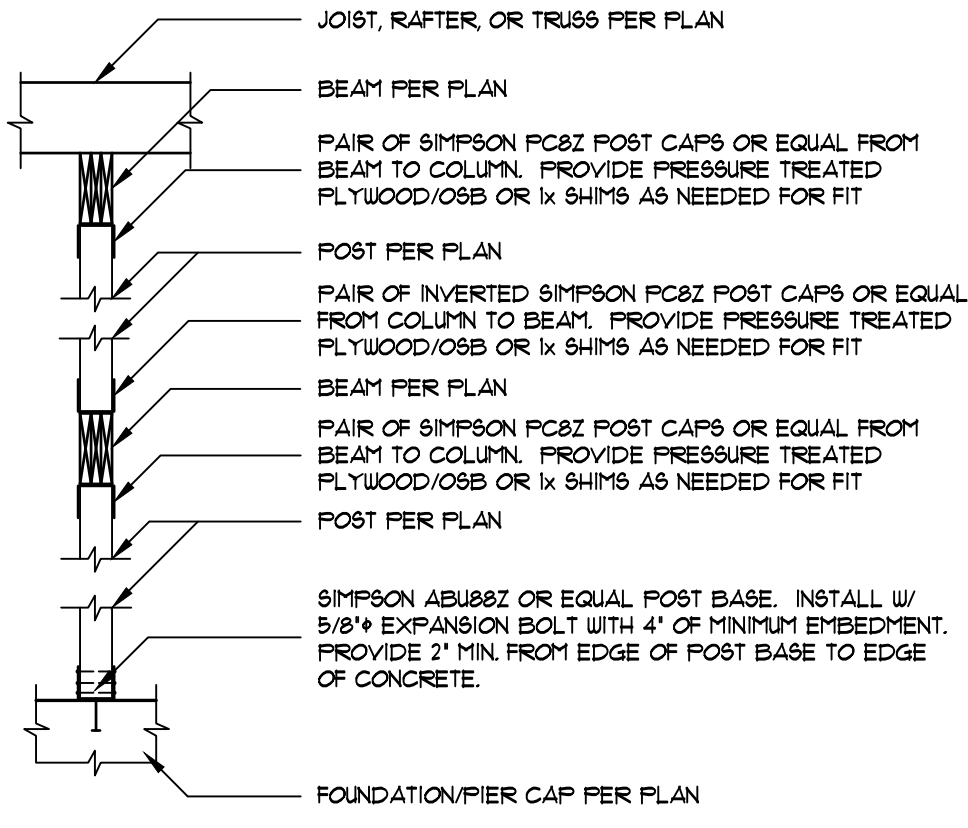 JOIST, RAFTER, OR TRUSS PER PLAN
BEAM PER PLAN
PAIR OF SIMPSON PC8Z POST CAPS OR EQUAL FROM
BEAM TO COLUMN. PROVIDE PRESSURE TREATED
PLYWOOD/OSB OR 1x SHIMS AS NEEDED FOR FIT
POST PER PLAN
PAIR OF INVERTED SIMPSON PC8Z POST CAPS OR EQUAL
FROM COLUMN TO BEAM. PROVIDE PRESSURE TREATED
PLYWOOD/OSB OR 1x SHIMS AS NEEDED FOR FIT
BEAM PER PLAN
PAIR OF SIMPSON PC8Z POST CAPS OR EQUAL FROM
BEAM TO COLUMN. PROVIDE PRESSURE TREATED
PLYWOOD/OSB OR 1x SHIMS AS NEEDED FOR FIT
POST PER PLAN
SIMPSON ABU88Z OR EQUAL POST BASE. INSTALL W/
5/8"ø EXPANSION BOLT WITH 4" OF MINIMUM EMBEDMENT.
PROVIDE 2" MIN. FROM EDGE OF POST BASE TO EDGE
OF CONCRETE.
FOUNDATION/PIER CAP PER PLAN